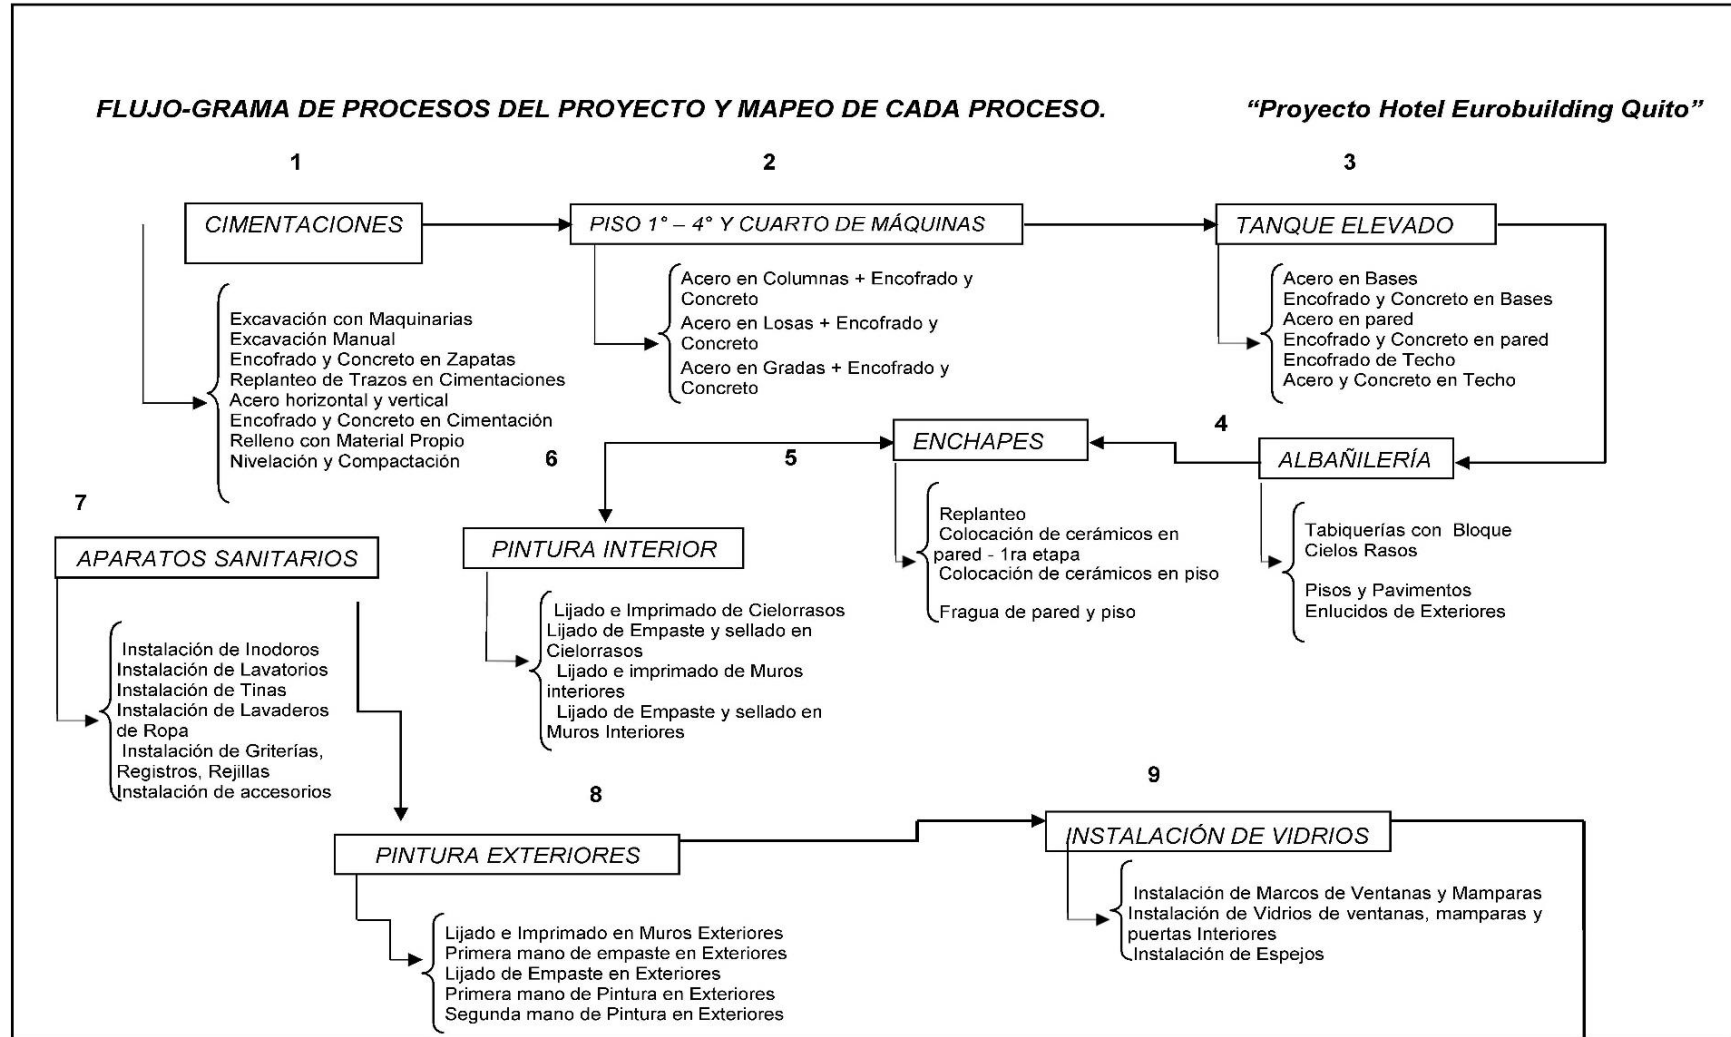 FLUJO-GRAMA DE PROCESOS DEL PROYECTO Y MAPEO DE CADA PROCESO. “Proyecto Hotel Eurobuilding Quito”
1
CIMENTACIONES
Excavación con Maquinarias
Excavación Manual
Encofrado y Concreto en Zapatas
Replanteo de Trazos en Cimentaciones
Acero horizontal y vertical
Encofrado y Concreto en Cimentación
Relleno con Material Propio
Nivelación y Compactación
2
PISO 1° – 4° Y CUARTO DE MÁQUINAS
Acero en Columnas + Encofrado y
Concreto
Acero en Losas + Encofrado y
Concreto
Acero en Gradas + Encofrado y
Concreto
3
TANQUE ELEVADO
Acero en Bases
Encofrado y Concreto en Bases
Acero en pared
Encofrado y Concreto en pared
Encofrado de Techo
Acero y Concreto en Techo
4
ALBAÑILERÍA
Tabiquerías con Bloque
Cielos Rasos
Pisos y Pavimentos
Enlucidos de Exteriores
5
ENCHAPES
Replanteo
Colocación de cerámicos en
pared - 1ra etapa
Colocación de cerámicos en piso
Fragua de pared y piso
6
PINTURA INTERIOR
Lijado e Imprimado de Cielorrasos
Lijado de Empaste y sellado en
Cielorrasos
Lijado e imprimado de Muros
interiores
Lijado de Empaste y sellado en
Muros Interiores
7
APARATOS SANITARIOS
Instalación de Inodoros
Instalación de Lavatorios
Instalación de Tinas
Instalación de Lavaderos
de Ropa
Instalación de Griterías,
Registros, Rejillas
Instalación de accesorios
8
PINTURA EXTERIORES
Lijado e Imprimado en Muros Exteriores
Primera mano de empaste en Exteriores
Lijado de Empaste en Exteriores
Primera mano de Pintura en Exteriores
Segunda mano de Pintura en Exteriores
9
INSTALACIÓN DE VIDRIOS
Instalación de Marcos de Ventanas y Mamparas
Instalación de Vidrios de ventanas, mamparas y
puertas Interiores
Instalación de Espejos